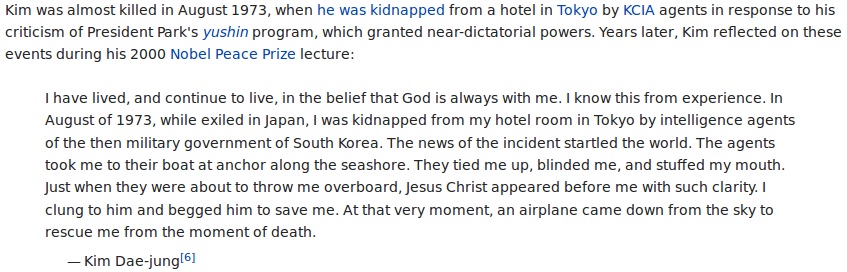 Kim was almost killed in August 1973, when he was kidnapped from a hotel in Tokyo by KCIA agents in response to his
criticism of President Park's yushin program, which granted near-dictatorial powers. Years later, Kim reflected on these
events during his 2000 Nobel Peace Prize lecture:
I have lived, and continue to live, in the belief that God is always with me. I know this from experience. In
August of 1973, while exiled in Japan, I was kidnapped from my hotel room in Tokyo by intelligence agents
of the then military government of South Korea. The news of the incident startled the world. The agents
took me to their boat at anchor along the seashore. They tied me up, blinded me, and stuffed my mouth.
Just when they were about to throw me overboard, Jesus Christ appeared before me with such clarity. I
clung to him and begged him to save me. At that very moment, an airplane came down from the sky to
rescue me from the moment of death.
— Kim Dae-jung[6]